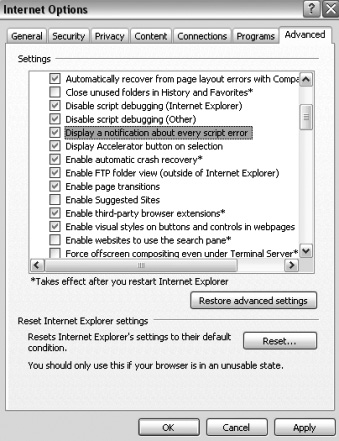 Internet Options
General Security Privacy Content Connections Programs Advanced
Settings
Automatically recover from page layout errors with Compa
Close unused folders in History and Favorites*
Disable script debugging (Internet Explorer)
Disable script debugging (Other)
Display a notification about every script error
Display Accelerator button on selection
Enable automatic crash recovery*
Enable FTP folder view (outside of Internet Explorer)
Enable page transitions
Enable Suggested Sites
Enable third-party browser extensions*
Enable visual styles on buttons and controls in webpages
Enable websites to use the search pane*
Force offscreen compositing even under Terminal Server*
*Takes effect after you restart Internet Explorer
Restore advanced settings
Reset Internet Explorer settings
Resets Internet Explorer's settings to their default
condition.
Reset...
You should only use this if your browser is in an unusable state.
OK Cancel Apply